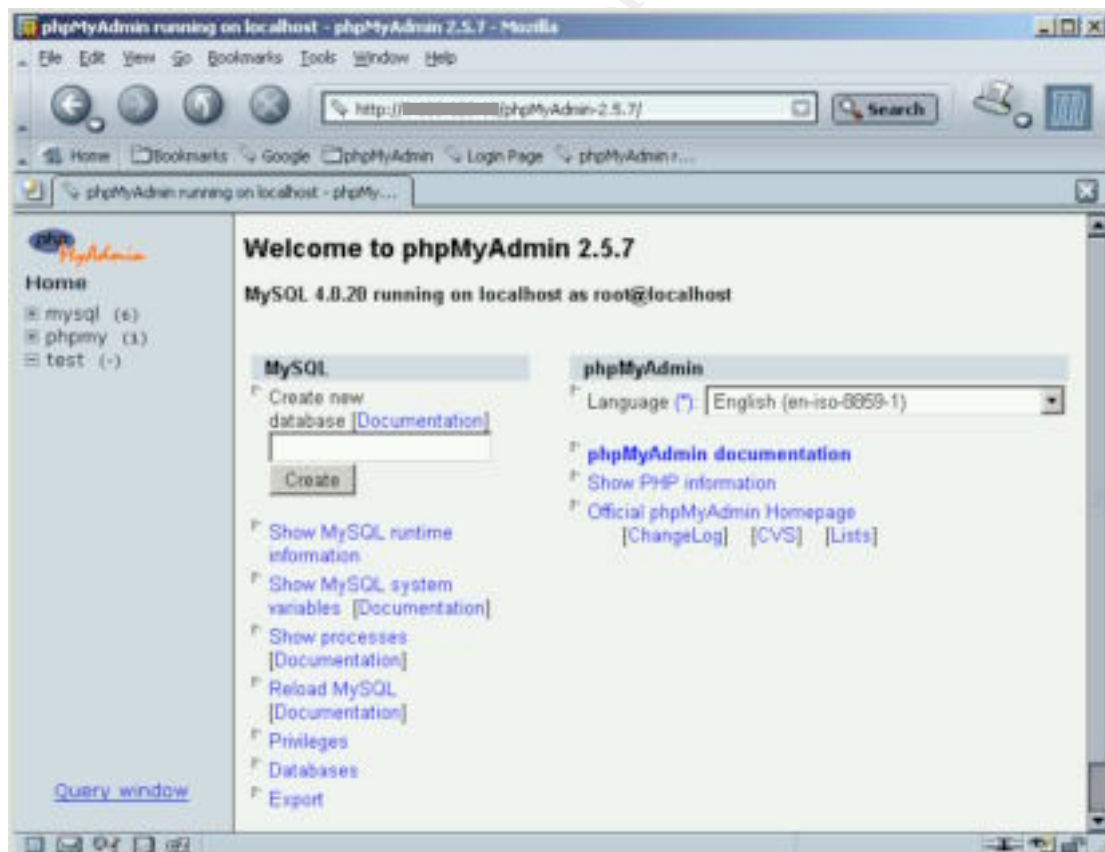 phpMyAdmin running on localhost - phpMyAdmin 2.5.7 - Mozilla
File Edit View Go Bookmarks Tools Window Help
http:// /phpMyAdmin-2.5.7/ Search
Home Bookmarks Google phpMyAdmin Login Page phpMyAdmin r...
phpMyAdmin running on localhost - phpMy...
php
MyAdmin
Home
mysql (6)
phpmy (1)
test (-)
Query window
Welcome to phpMyAdmin 2.5.7
MySQL 4.0.20 running on localhost as root@localhost
MySQL
Create new
database [Documentation]
Create
Show MySQL runtime
information
Show MySQL system
variables [Documentation]
Show processes
[Documentation]
Reload MySQL
[Documentation]
Privileges
Databases
Export
phpMyAdmin
Language (*): English (en-iso-8859-1)
phpMyAdmin documentation
Show PHP information
Official phpMyAdmin Homepage
[ChangeLog] [CVS] [Lists]